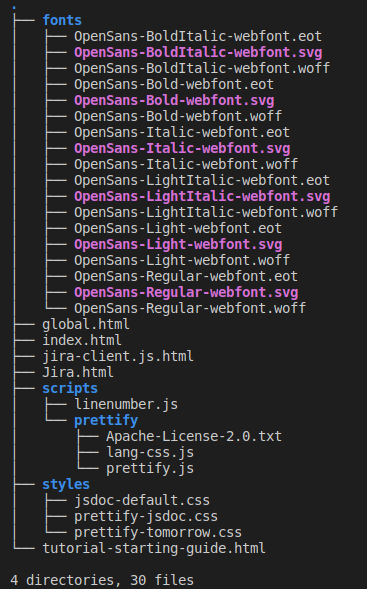 .
├── fonts
│   ├── OpenSans-BoldItalic-webfont.eot
│   ├── OpenSans-BoldItalic-webfont.svg
│   ├── OpenSans-BoldItalic-webfont.woff
│   ├── OpenSans-Bold-webfont.eot
│   ├── OpenSans-Bold-webfont.svg
│   ├── OpenSans-Bold-webfont.woff
│   ├── OpenSans-Italic-webfont.eot
│   ├── OpenSans-Italic-webfont.svg
│   ├── OpenSans-Italic-webfont.woff
│   ├── OpenSans-LightItalic-webfont.eot
│   ├── OpenSans-LightItalic-webfont.svg
│   ├── OpenSans-LightItalic-webfont.woff
│   ├── OpenSans-Light-webfont.eot
│   ├── OpenSans-Light-webfont.svg
│   ├── OpenSans-Light-webfont.woff
│   ├── OpenSans-Regular-webfont.eot
│   ├── OpenSans-Regular-webfont.svg
│   └── OpenSans-Regular-webfont.woff
├── global.html
├── index.html
├── jira-client.js.html
├── Jira.html
├── scripts
│   ├── linenumber.js
│   └── prettify
│       ├── Apache-License-2.0.txt
│       ├── lang-css.js
│       └── prettify.js
├── styles
│   ├── jsdoc-default.css
│   ├── prettify-jsdoc.css
│   └── prettify-tomorrow.css
└── tutorial-starting-guide.html

4 directories, 30 files